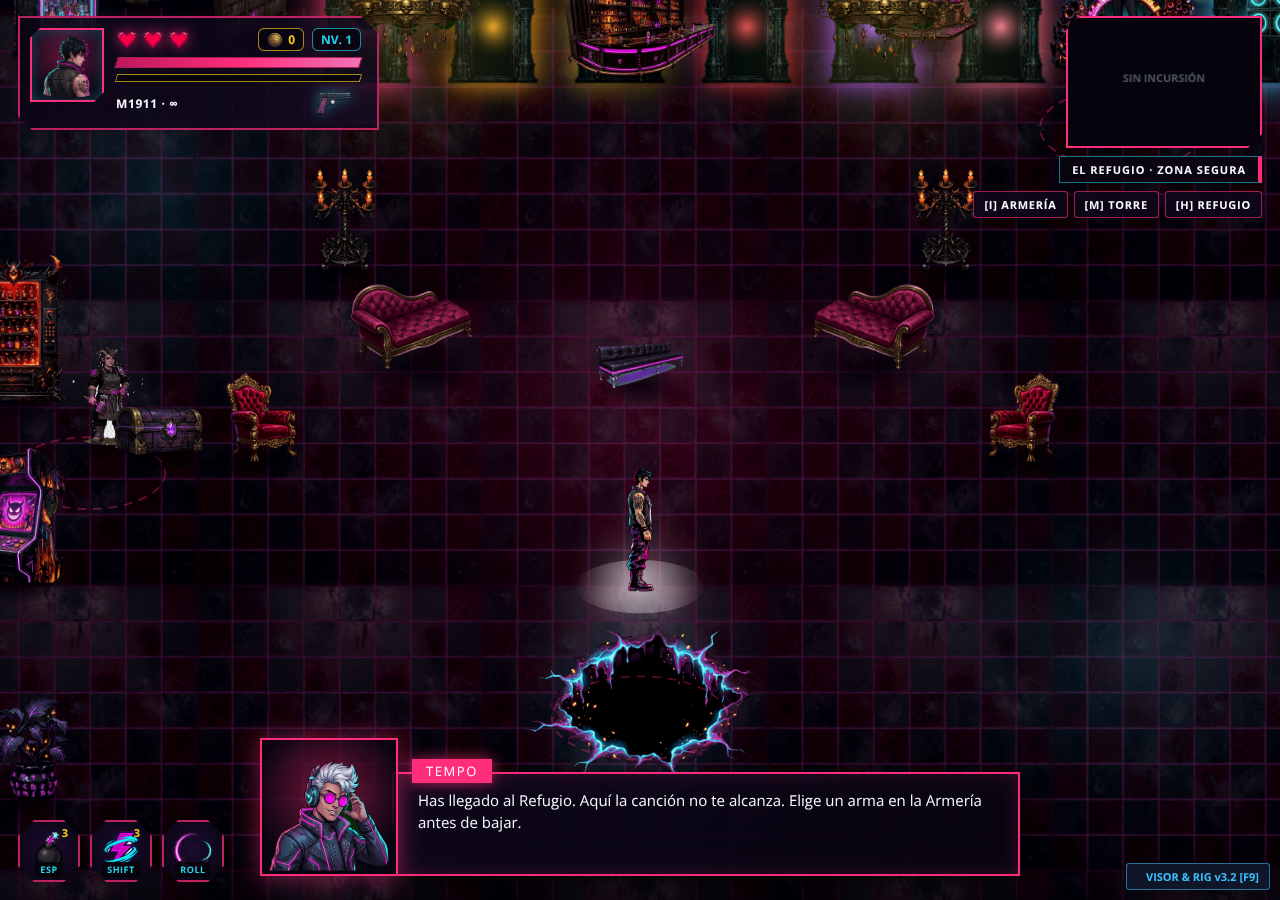 0
NV. 1
M1911 · ∞
SIN INCURSIÓN
EL REFUGIO · ZONA SEGURA
[I] ARMERÍA
[M] TORRE
[H] REFUGIO
TEMPO
Has llegado al Refugio. Aquí la canción no te alcanza. Elige un arma en la Armería
antes de bajar.
3
ESP
3
SHIFT
ROLL
VISOR & RIG v3.2 [F9]